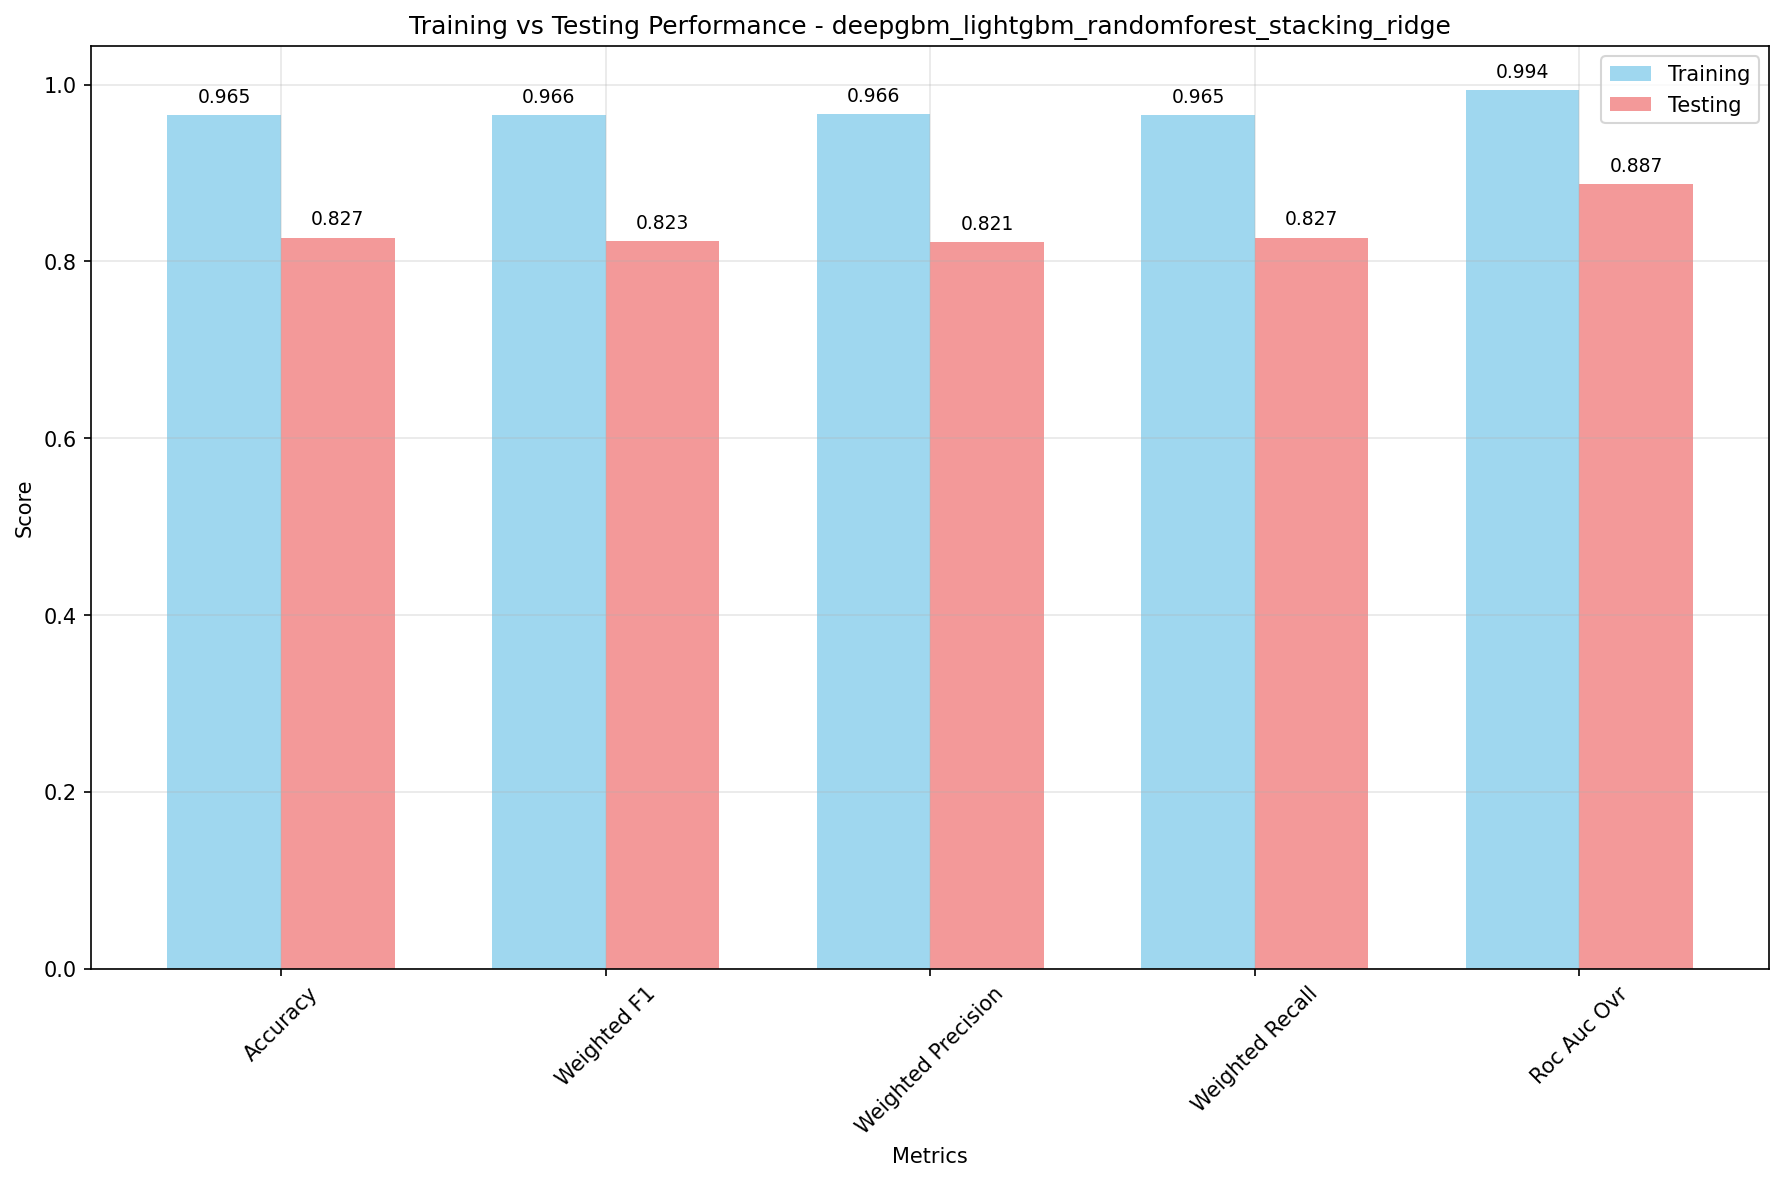 Training vs Testing Performance - deepgbm_lightgbm_randomforest_stacking_ridge
Training
Testing
0.965
0.827
0.966
0.823
0.966
0.821
0.965
0.827
0.994
0.887
1.0
0.8
0.6
0.4
0.2
0.0
Score
Accuracy
Weighted F1
Weighted Precision
Weighted Recall
Roc Auc Ovr
Metrics